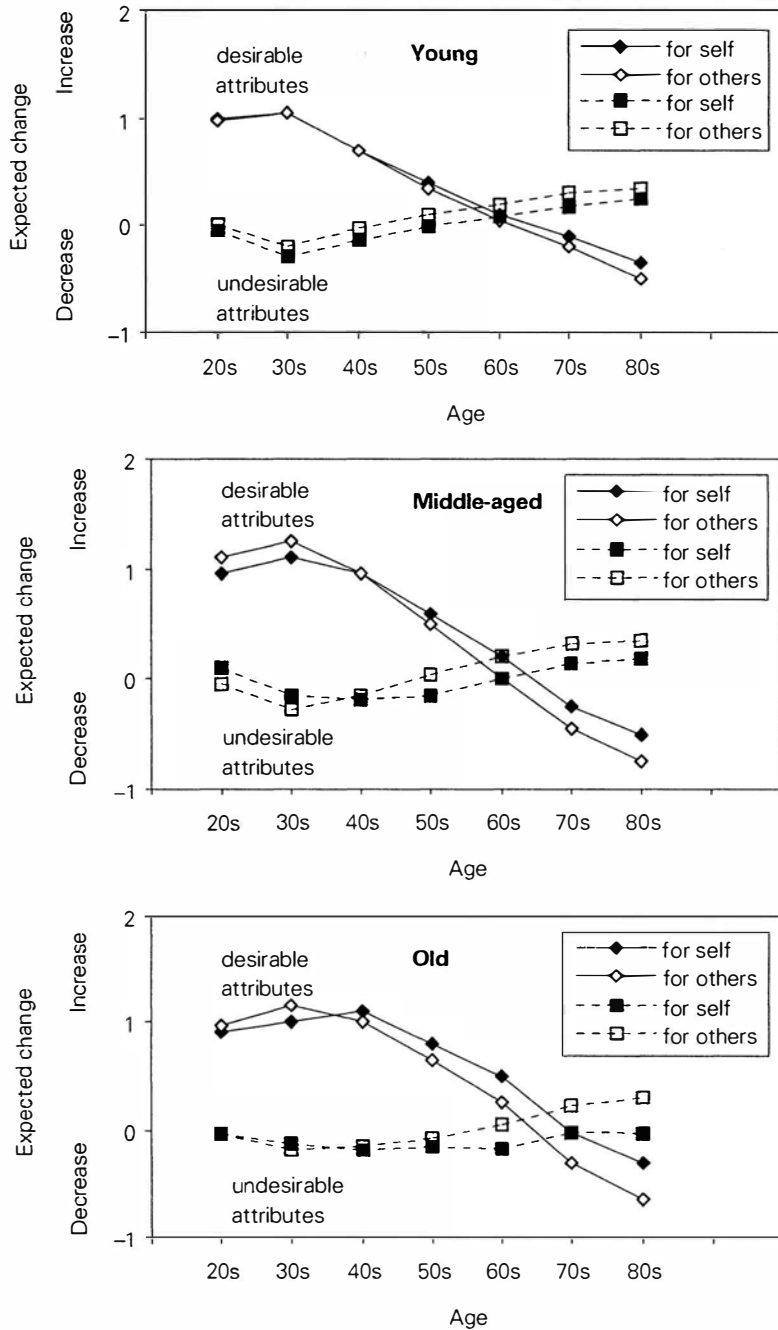 2
Increase
desirable
attributes
Young
for self
for others
for self
for others
1
Expected change
0
Decrease
undesirable
attributes
−1
20s 30s 40s 50s 60s 70s 80s
Age
2
Increase
desirable
attributes
Middle-aged
for self
for others
for self
for others
1
Expected change
0
Decrease
undesirable
attributes
−1
20s 30s 40s 50s 60s 70s 80s
Age
2
Increase
desirable
attributes
Old
for self
for others
for self
for others
1
Expected change
0
Decrease
undesirable
attributes
−1
20s 30s 40s 50s 60s 70s 80s
Age